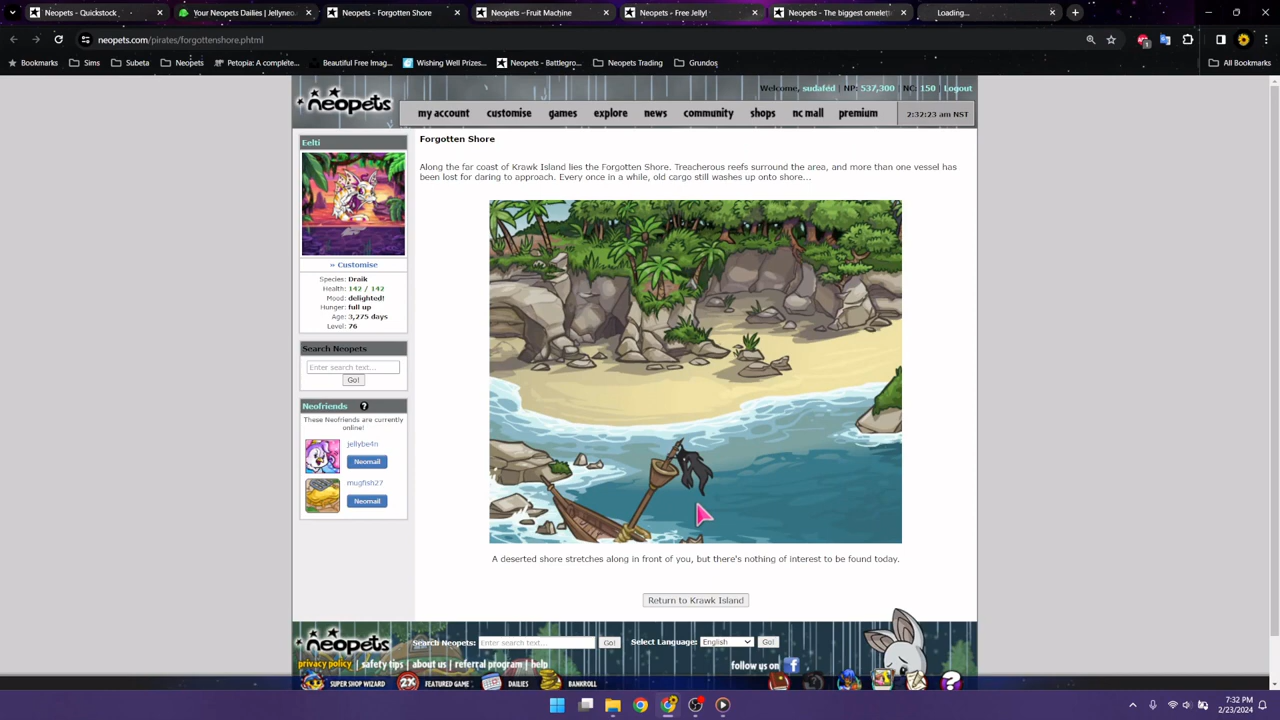 Neopets - Quickstock
Your Neopets Dailies | Jellyneo
Neopets - Forgotten Shore
Neopets - Fruit Machine
Neopets - Free Jelly!
Neopets - The biggest omelette
Loading...
neopets.com/pirates/forgottenshore.phtml
Bookmarks
Sims
Subeta
Neopets
Petopia: A complete...
Beautiful Free Imag...
Wishing Well Prizes...
Neopets - Battlegro...
Neopets Trading
Grundos
All Bookmarks
Welcome, sudaféd | NP: 537,300 | NC: 150 | Logout
neopets
my account
customise
games
explore
news
community
shops
nc mall
premium
2:32:23 am NST
Eelti
» Customise
Species: Draik
Health: 142 / 142
Mood: delighted!
Hunger: full up
Age: 3,275 days
Level: 76
Search Neopets
Enter search text...
Go!
Neofriends ?
These Neofriends are currently
online!
jellybe4n
Neomail
mugfish27
Neomail
Forgotten Shore
Along the far coast of Krawk Island lies the Forgotten Shore. Treacherous reefs surround the area, and more than one vessel has
been lost for daring to approach. Every once in a while, old cargo still washes up onto shore...
A deserted shore stretches along in front of you, but there's nothing of interest to be found today.
Return to Krawk Island
neopets
Search Neopets: Enter search text... Go! Select Language: English Go!
privacy policy | safety tips | about us | referral program | help
follow us on f
SUPER SHOP WIZARD
2X FEATURED GAME
DAILIES
BANKROLL
?
7:32 PM
2/23/2024